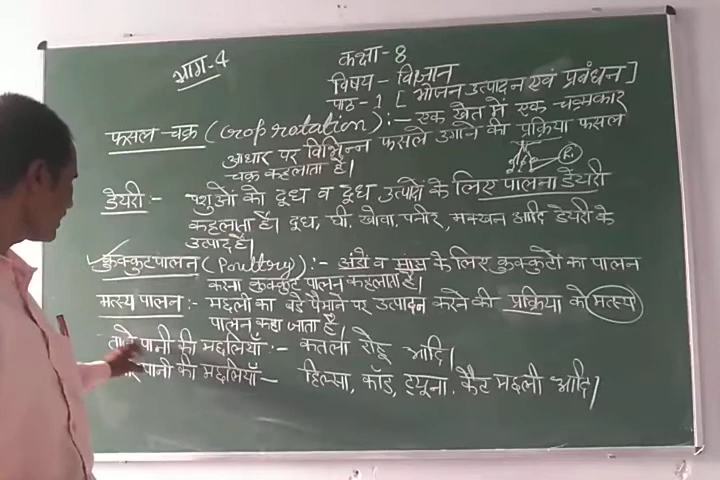 भाग-4
कक्षा-8
विषय - विज्ञान
पाठ-1 [भोजन उत्पादन एवं प्रबंधन]
फसल-चक्र (Crop rotation) :- एक खेत में एक चक्रकार
आधार पर विभिन्न फसले उगाने की प्रक्रिया फसल
चक्र कहलाता है।
डेयरी :- पशुओं को दूध व दूध उत्पादों के लिए पालना डेयरी
कहलाता है। दूध, घी, खोवा, पनीर, मक्खन आदि डेयरी के
उत्पाद है।
कुक्कुटपालन (Poultry) :- अंडो व मांस के लिए कुक्कुटों का पालन
करना कुक्कुट पालन कहलाता है।
मत्स्य पालन :- मछली का बड़े पैमाने पर उत्पादन करने की प्रक्रिया को मत्स्य
पालन कहा जाता है।
पानी की मछलियाँ :- कतला रोहू आदि।
पानी की मछलियाँ - हिल्सा, कॉड, ट्यूना, कैट मछली आदि।